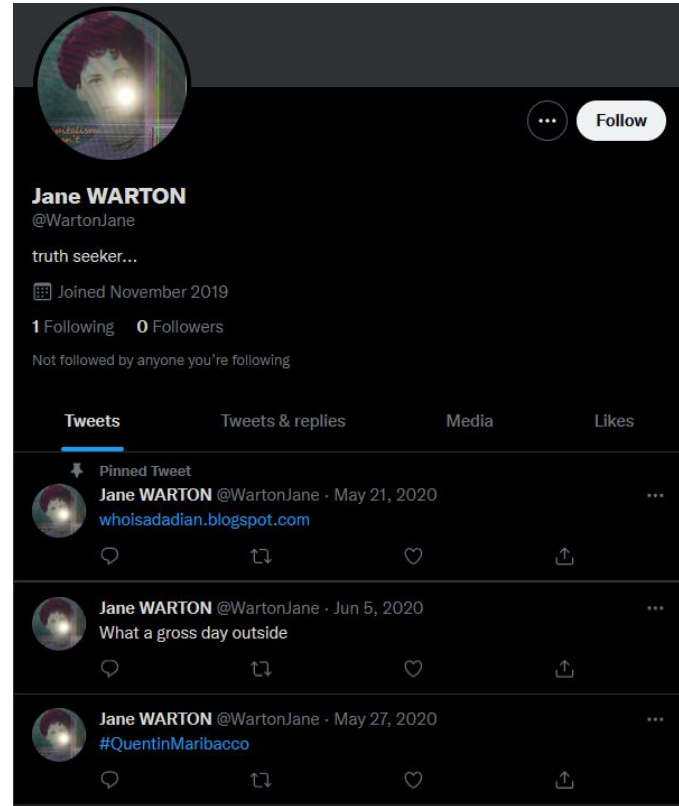 pitalism
Follow
Jane WARTON
@WartonJane
truth seeker...
Joined November 2019
1 Following 0 Followers
Not followed by anyone you're following
Tweets Tweets & replies Media Likes
Pinned Tweet
Jane WARTON @WartonJane · May 21, 2020
whoisadadian.blogspot.com
Jane WARTON @WartonJane · Jun 5, 2020
What a gross day outside
Jane WARTON @WartonJane · May 27, 2020
#QuentinMaribacco